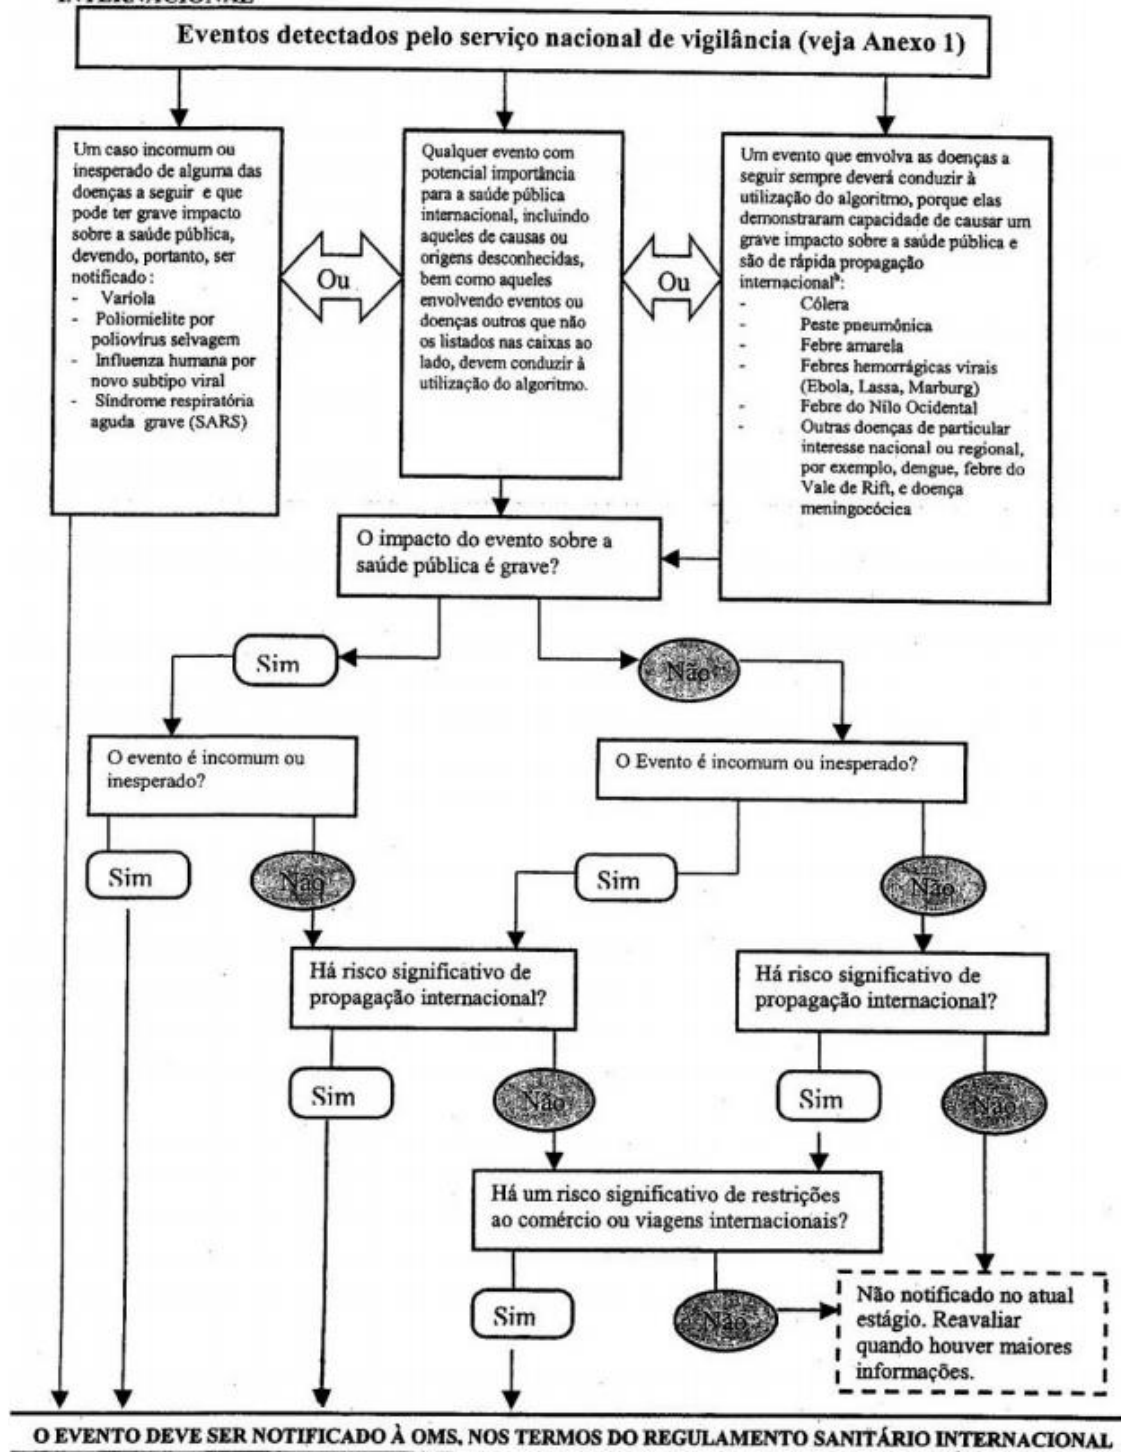 INTERNACIONAL
Eventos detectados pelo serviço nacional de vigilância (veja Anexo 1)
Um caso incomum ou
inesperado de alguma das
doenças a seguir e que
pode ter grave impacto
sobre a saúde pública,
devendo, portanto, ser
notificado:
- Varíola
- Poliomielite por
poliovírus selvagem
- Influenza humana por
novo subtipo viral
- Síndrome respiratória
aguda grave (SARS)
Ou
Qualquer evento com
potencial importância
para a saúde pública
internacional, incluindo
aqueles de causas ou
origens desconhecidas,
bem como aqueles
envolvendo eventos ou
doenças outros que não
os listados nas caixas ao
lado, devem conduzir à
utilização do algoritmo.
Ou
Um evento que envolva as doenças a
seguir sempre deverá conduzir à
utilização do algoritmo, porque elas
demonstraram capacidade de causar um
grave impacto sobre a saúde pública e
são de rápida propagação
internacionalᵇ:
- Cólera
- Peste pneumônica
- Febre amarela
- Febres hemorrágicas virais
(Ebola, Lassa, Marburg)
- Febre do Nilo Ocidental
- Outras doenças de particular
interesse nacional ou regional,
por exemplo, dengue, febre do
Vale de Rift, e doença
meningocócica
O impacto do evento sobre a
saúde pública é grave?
Sim
Não
O evento é incomum ou
inesperado?
O Evento é incomum ou inesperado?
Sim
Não
Sim
Não
Há risco significativo de
propagação internacional?
Há risco significativo de
propagação internacional?
Sim
Não
Sim
Não
Há um risco significativo de restrições
ao comércio ou viagens internacionais?
Sim
Não
Não notificado no atual
estágio. Reavaliar
quando houver maiores
informações.
O EVENTO DEVE SER NOTIFICADO À OMS, NOS TERMOS DO REGULAMENTO SANITÁRIO INTERNACIONAL